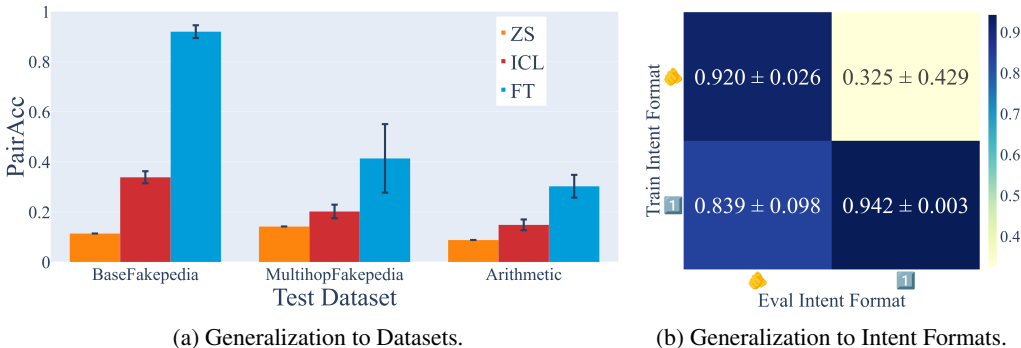 1
0.8
0.6
0.4
0.2
0
PairAcc
ZS
ICL
FT
BaseFakepedia
MultihopFakepedia
Arithmetic
Test Dataset
(a) Generalization to Datasets.
Train Intent Format
🫴
0.920 ± 0.026
0.325 ± 0.429
1
0.839 ± 0.098
0.942 ± 0.003
1
Eval Intent Format
0.9
0.8
0.7
0.6
0.5
0.4
(b) Generalization to Intent Formats.